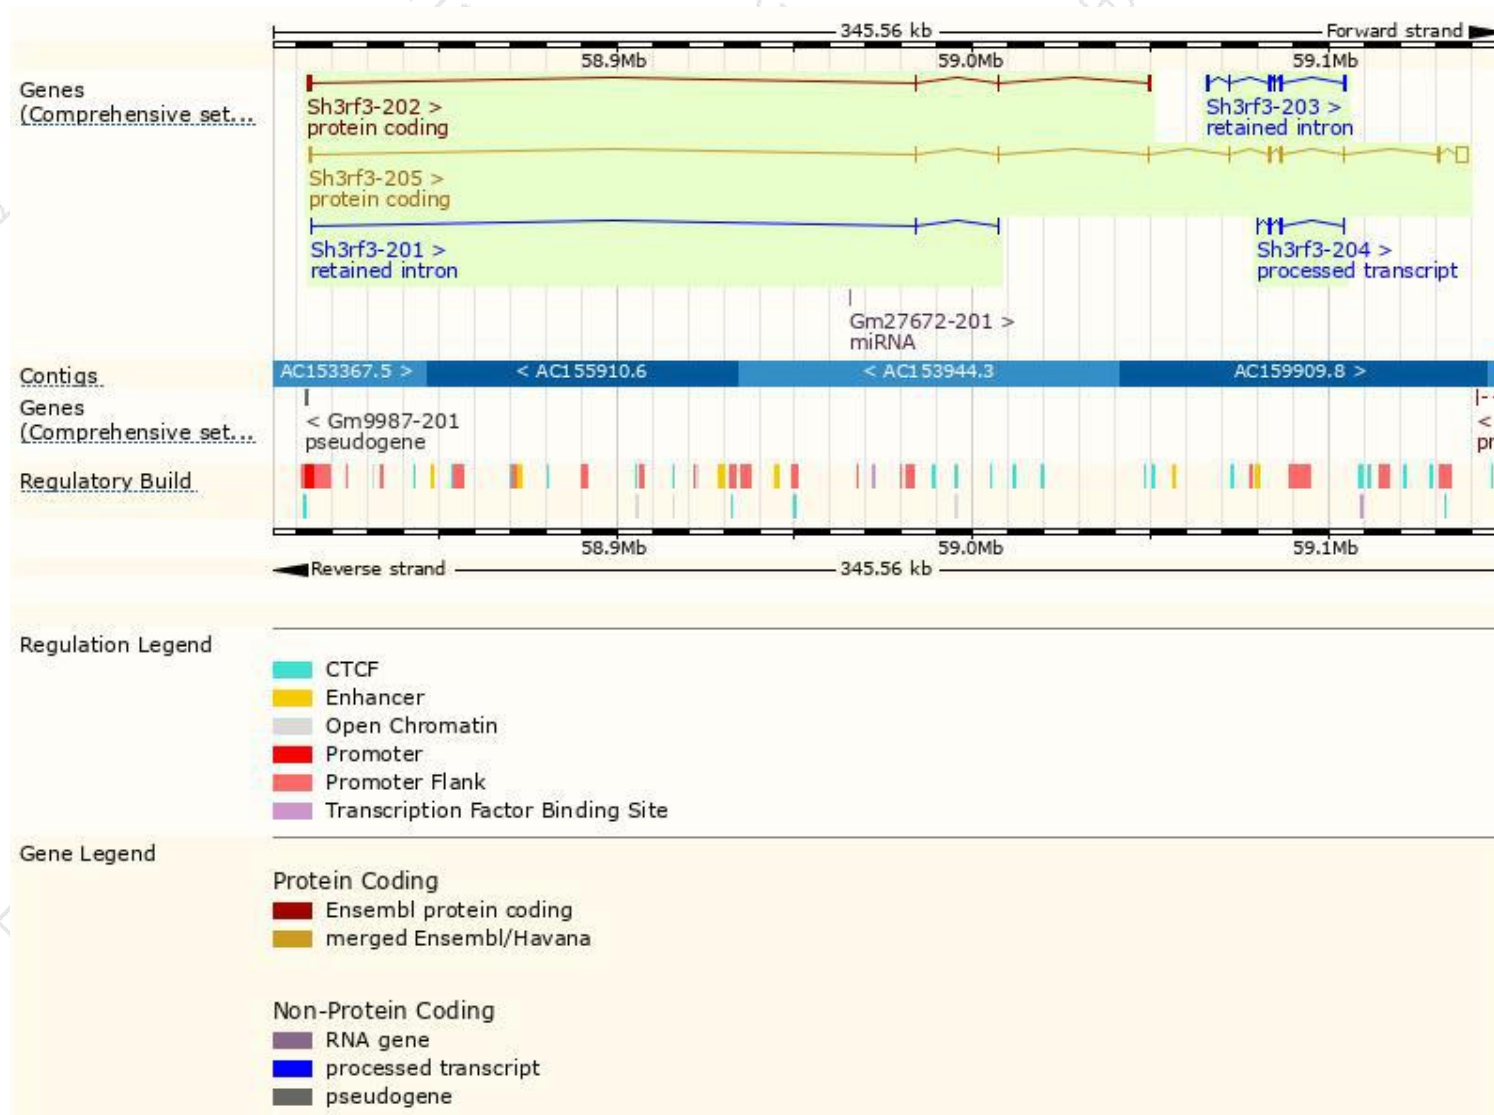 345.56 kb Forward strand
58.9Mb 59.0Mb 59.1Mb
Genes
(Comprehensive set...
Sh3rf3-202 >
protein coding
Sh3rf3-203 >
retained intron
Sh3rf3-205 >
protein coding
Sh3rf3-201 >
retained intron
Sh3rf3-204 >
processed transcript
Gm27672-201 >
miRNA
Contigs
AC153367.5 > < AC155910.6 < AC153944.3 AC159909.8 >
Genes
(Comprehensive set...
< Gm9987-201
pseudogene
<
pr
Regulatory Build
58.9Mb 59.0Mb 59.1Mb
Reverse strand 345.56 kb
Regulation Legend
CTCF
Enhancer
Open Chromatin
Promoter
Promoter Flank
Transcription Factor Binding Site
Gene Legend
Protein Coding
Ensembl protein coding
merged Ensembl/Havana
Non-Protein Coding
RNA gene
processed transcript
pseudogene